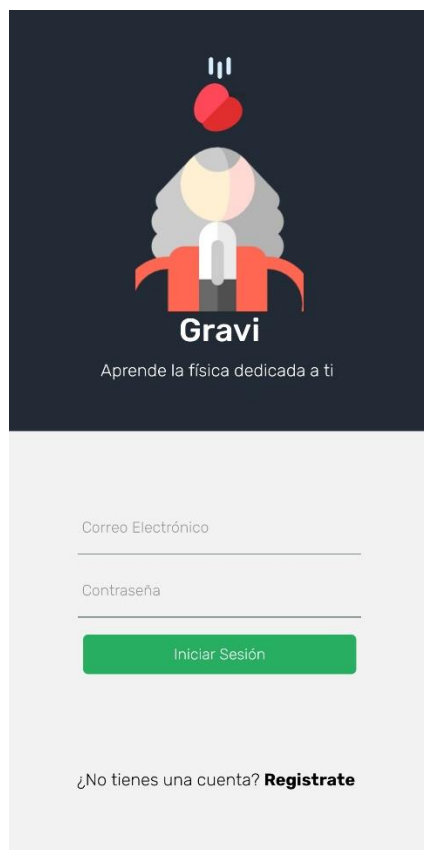 Gravi
Aprende la física dedicada a ti
Correo Electrónico
Contraseña
Iniciar Sesión
¿No tienes una cuenta? Registrate